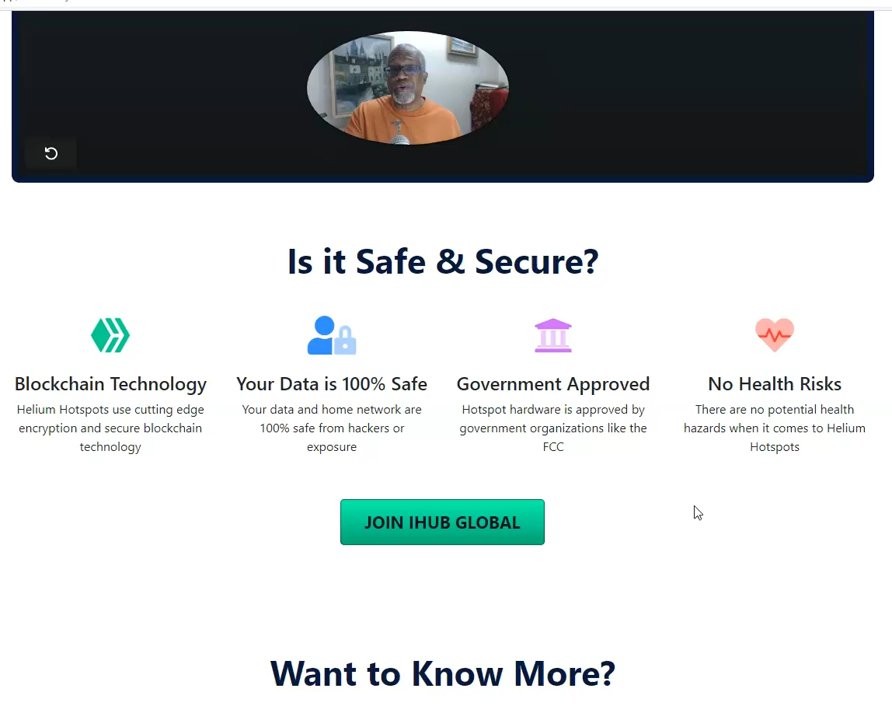 Is it Safe & Secure?
Blockchain Technology
Helium Hotspots use cutting edge
encryption and secure blockchain
technology
Your Data is 100% Safe
Your data and home network are
100% safe from hackers or
exposure
Government Approved
Hotspot hardware is approved by
government organizations like the
FCC
No Health Risks
There are no potential health
hazards when it comes to Helium
Hotspots
JOIN IHUB GLOBAL
Want to Know More?